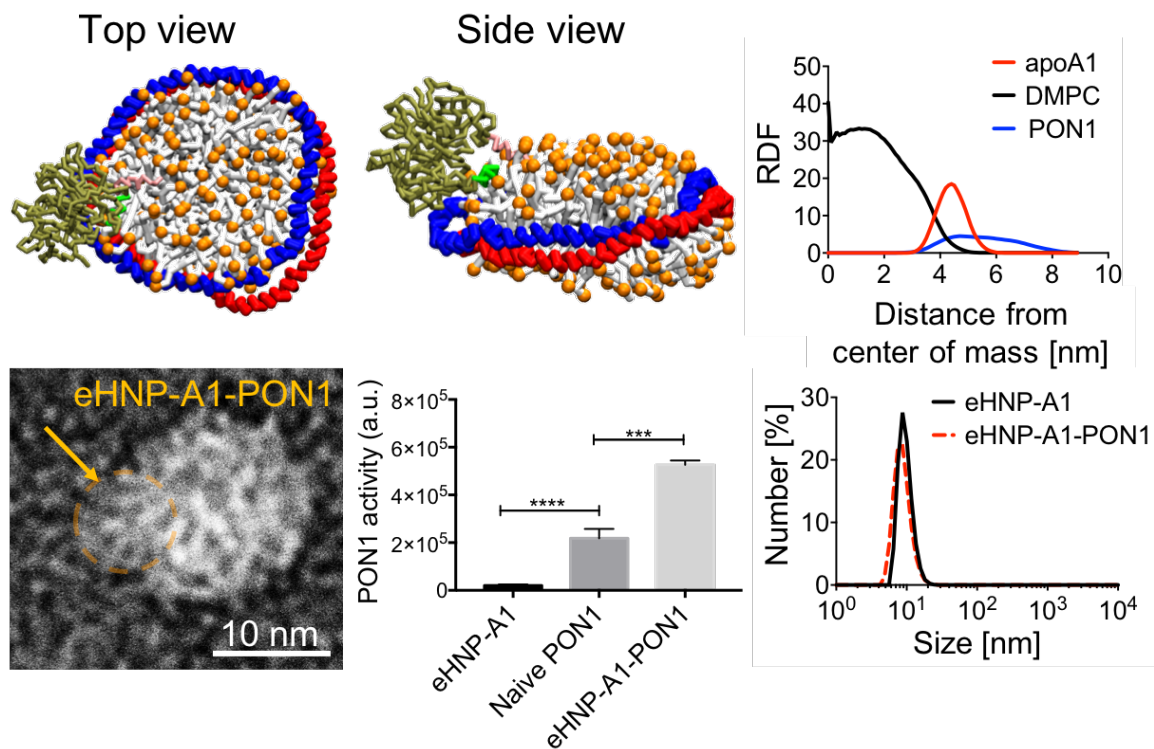 Top view
Side view
50
40
30
20
10
0
RDF
apoA1
DMPC
PON1
0 2 4 6 8 10
Distance from
center of mass [nm]
eHNP-A1-PON1
10 nm
PON1 activity (a.u.)
8×10⁵
6×10⁵
4×10⁵
2×10⁵
0
****
***
eHNP-A1
Naive PON1
eHNP-A1-PON1
Number [%]
30
20
10
0
eHNP-A1
eHNP-A1-PON1
10⁰ 10¹ 10² 10³ 10⁴
Size [nm]